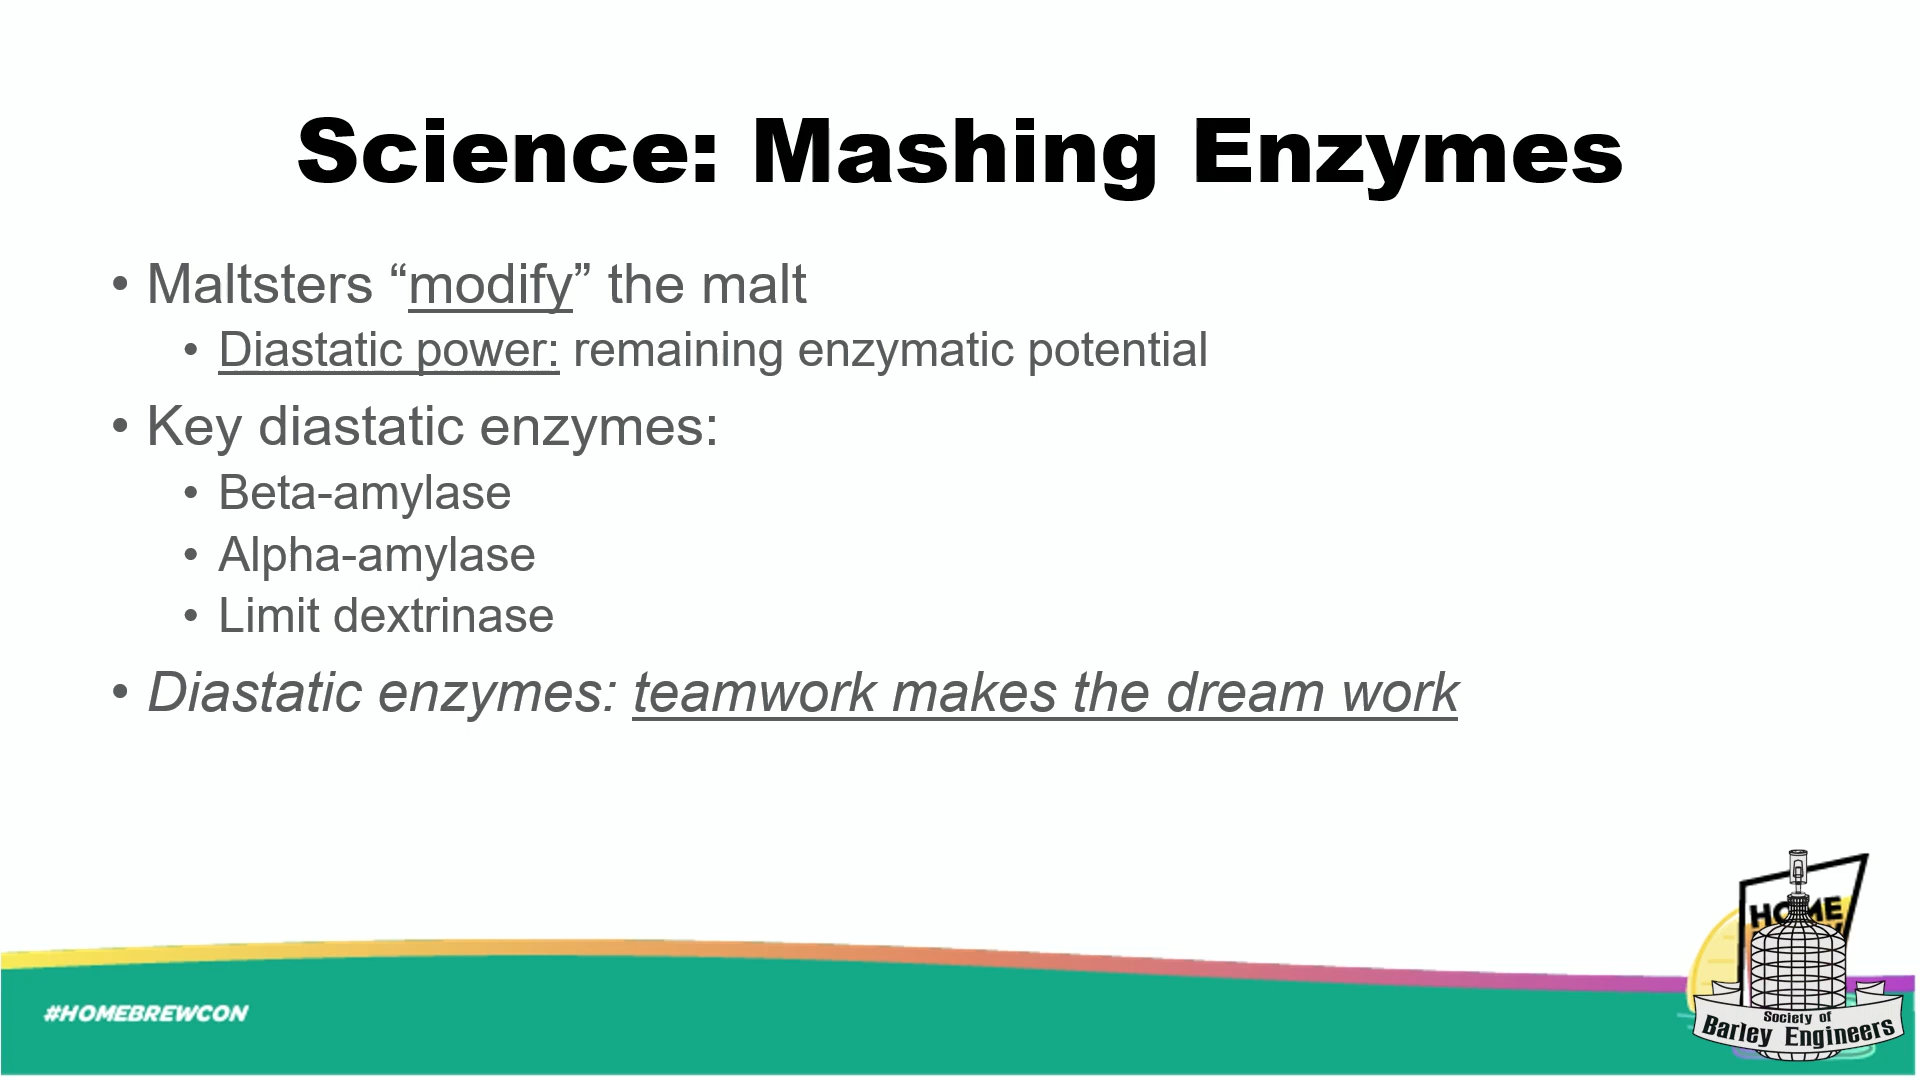 Science: Mashing Enzymes
• Maltsters “modify” the malt
• Diastatic power: remaining enzymatic potential
• Key diastatic enzymes:
• Beta-amylase
• Alpha-amylase
• Limit dextrinase
• Diastatic enzymes: teamwork makes the dream work
HOME
#HOMEBREWCON
Society of
Barley Engineers